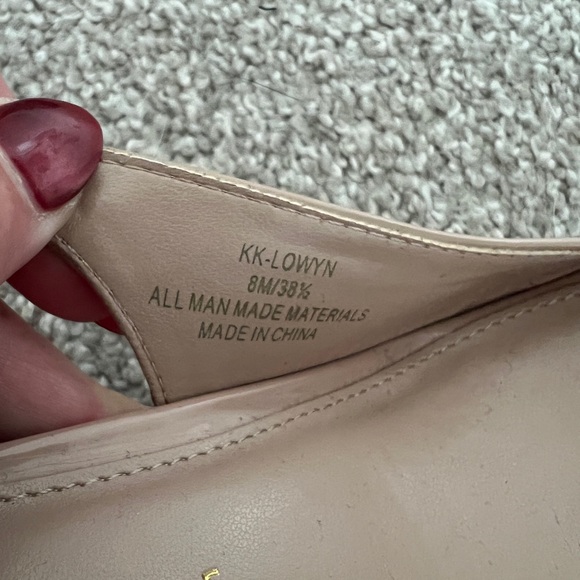 KK-LOWYN
8M/38½
ALL MAN MADE MATERIALS
MADE IN CHINA